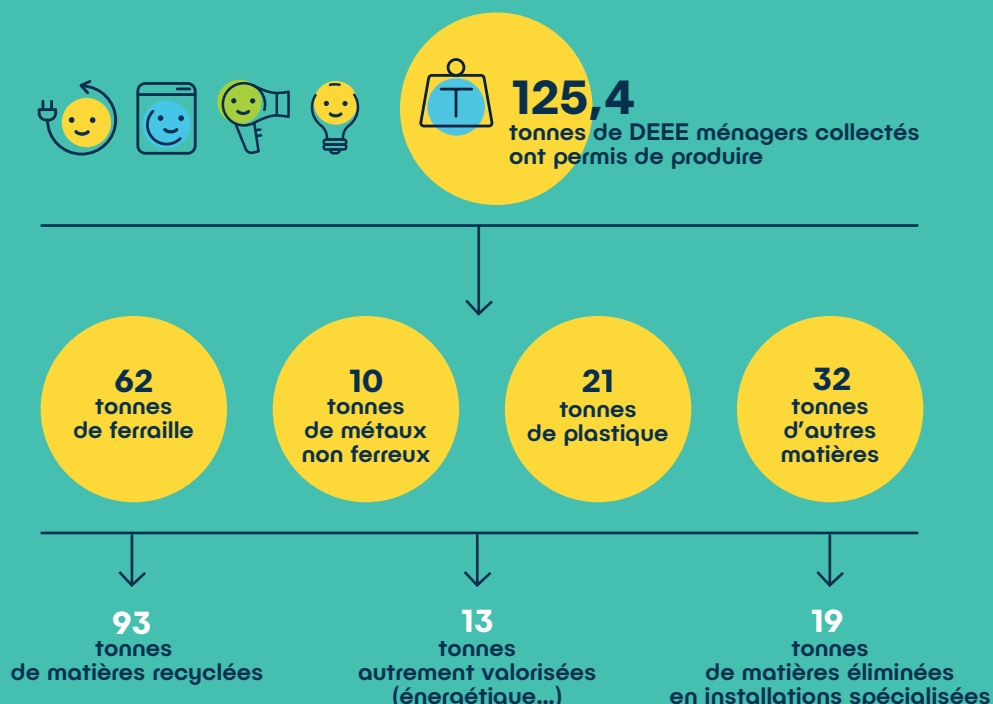 T
125,4
tonnes de DEEE ménagers collectés
ont permis de produire
62
tonnes
de ferraille
10
tonnes
de métaux
non ferreux
21
tonnes
de plastique
32
tonnes
d'autres
matières
93
tonnes
de matières recyclées
13
tonnes
autrement valorisées
(énergétique...)
19
tonnes
de matières éliminées
en installations spécialisées